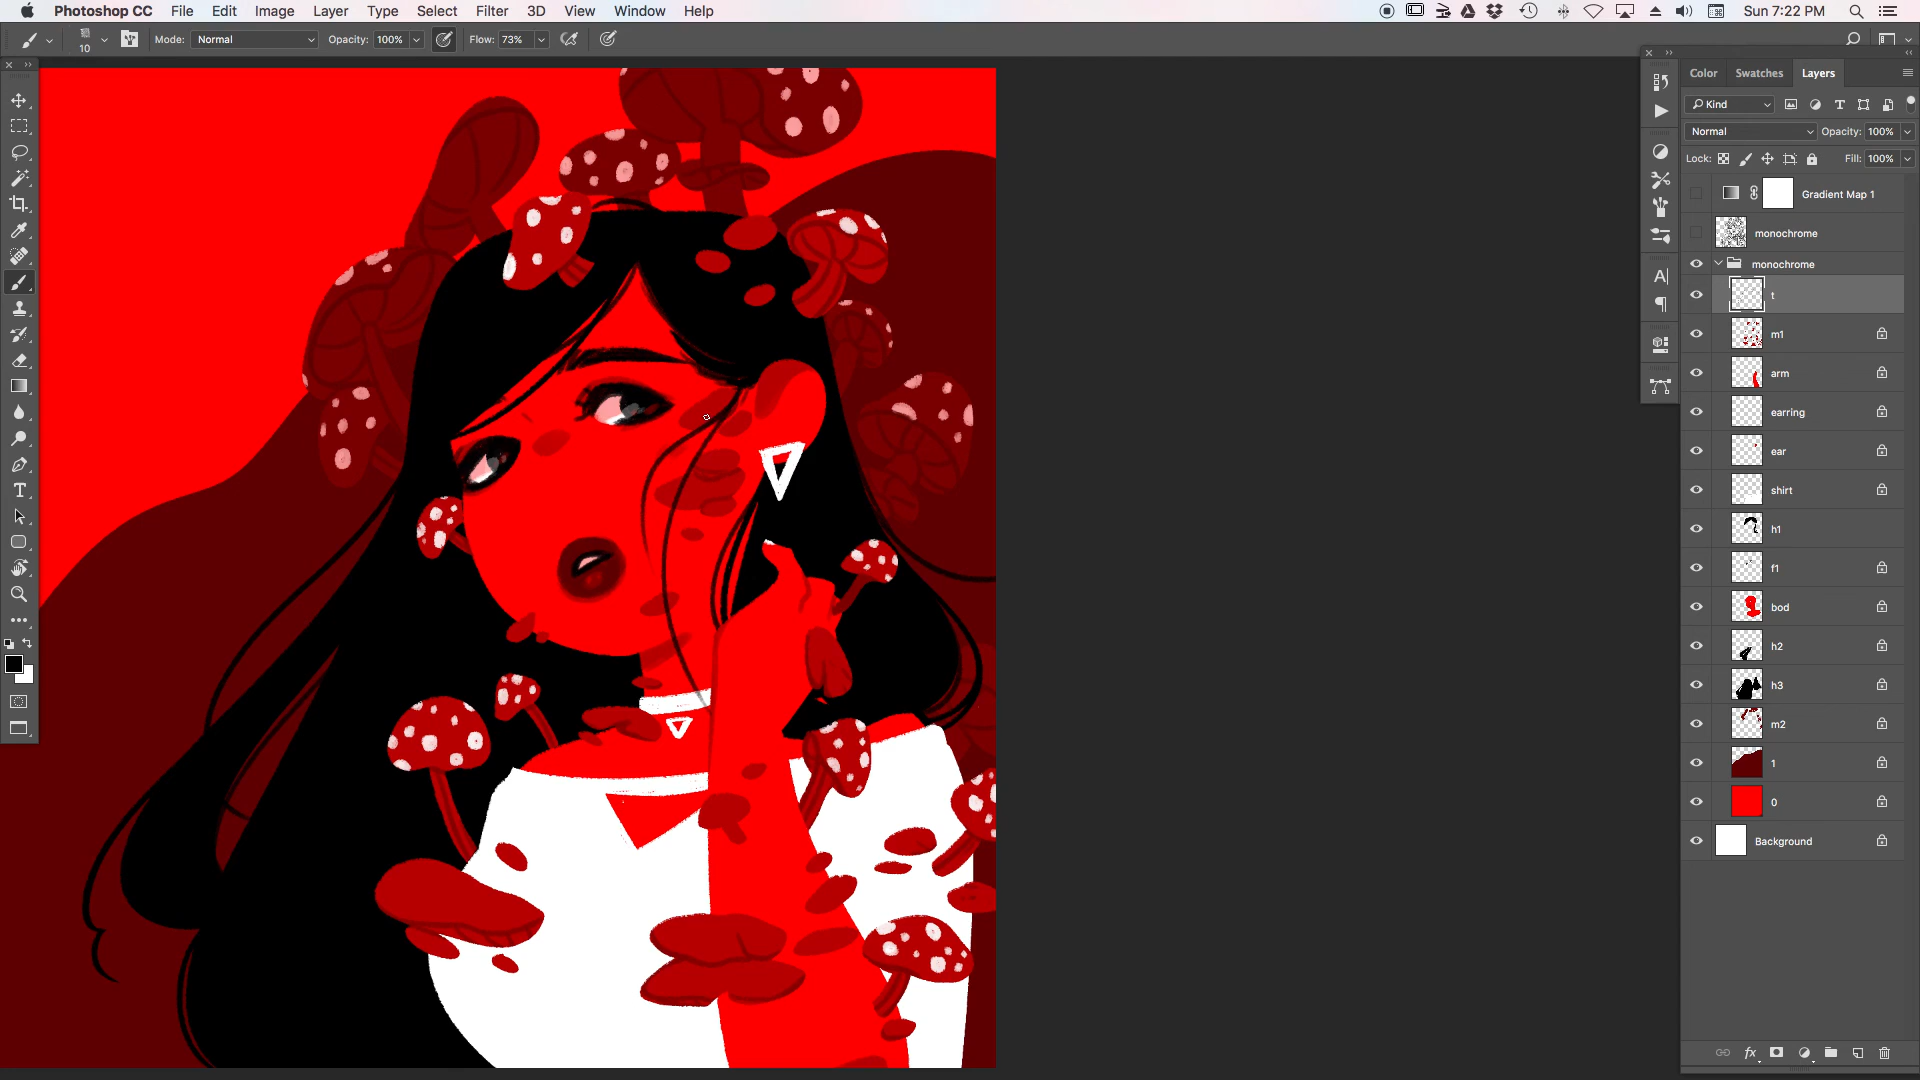 Photoshop CC File Edit Image Layer Type Select Filter 3D View Window Help Sun 7:22 PM
10 Mode: Normal Opacity: 100% Flow: 73%
Color Swatches Layers
Kind
Normal Opacity: 100%
Lock: Fill: 100%
Gradient Map 1
monochrome
monochrome
t
m1
arm
earring
ear
shirt
h1
f1
bod
h2
h3
m2
1
0
Background